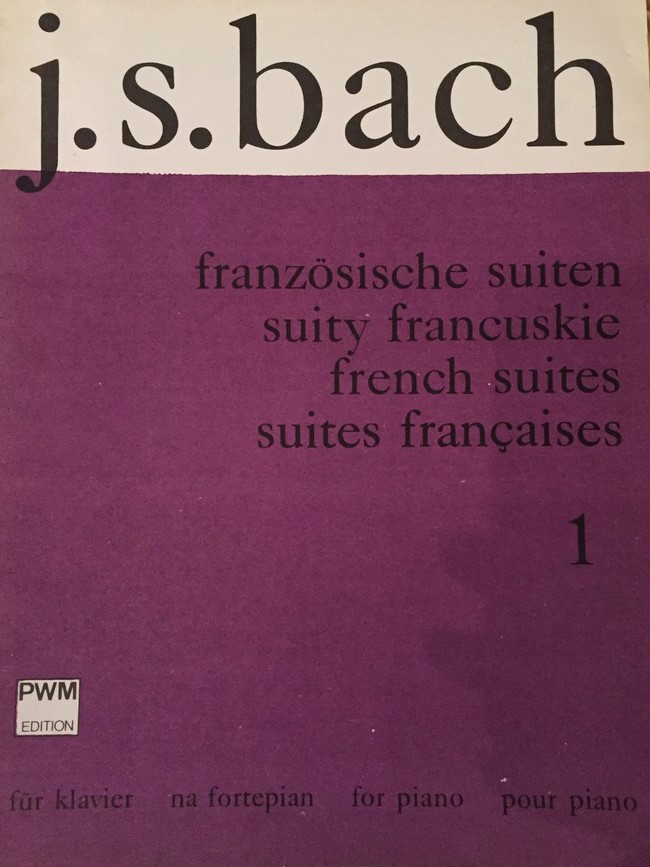 j.s.bach
französische suiten
suity francuskie
french suites
suites françaises
1
PWM
EDITION
für klavier na fortepian for piano pour piano